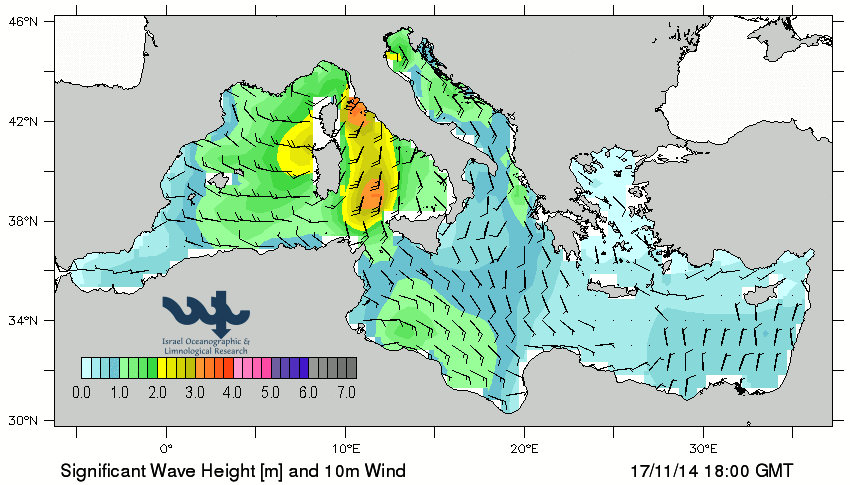 46°N
42°N
38°N
34°N
30°N
Israel Oceanographic &
Limnological Research
0.0 1.0 2.0 3.0 4.0 5.0 6.0 7.0
0° 10°E 20°E 30°E
Significant Wave Height [m] and 10m Wind 17/11/14 18:00 GMT